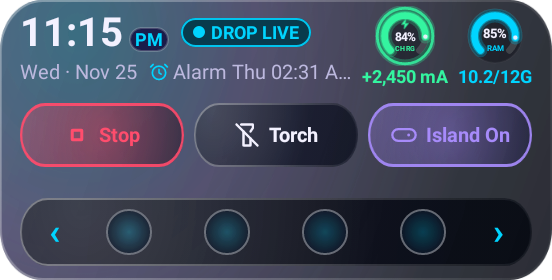 11:15 PM
DROP LIVE
84%
CHRG
85%
RAM
Wed · Nov 25
Alarm Thu 02:31 A...
+2,450 mA
10.2/12G
Stop
Torch
Island On
‹
›